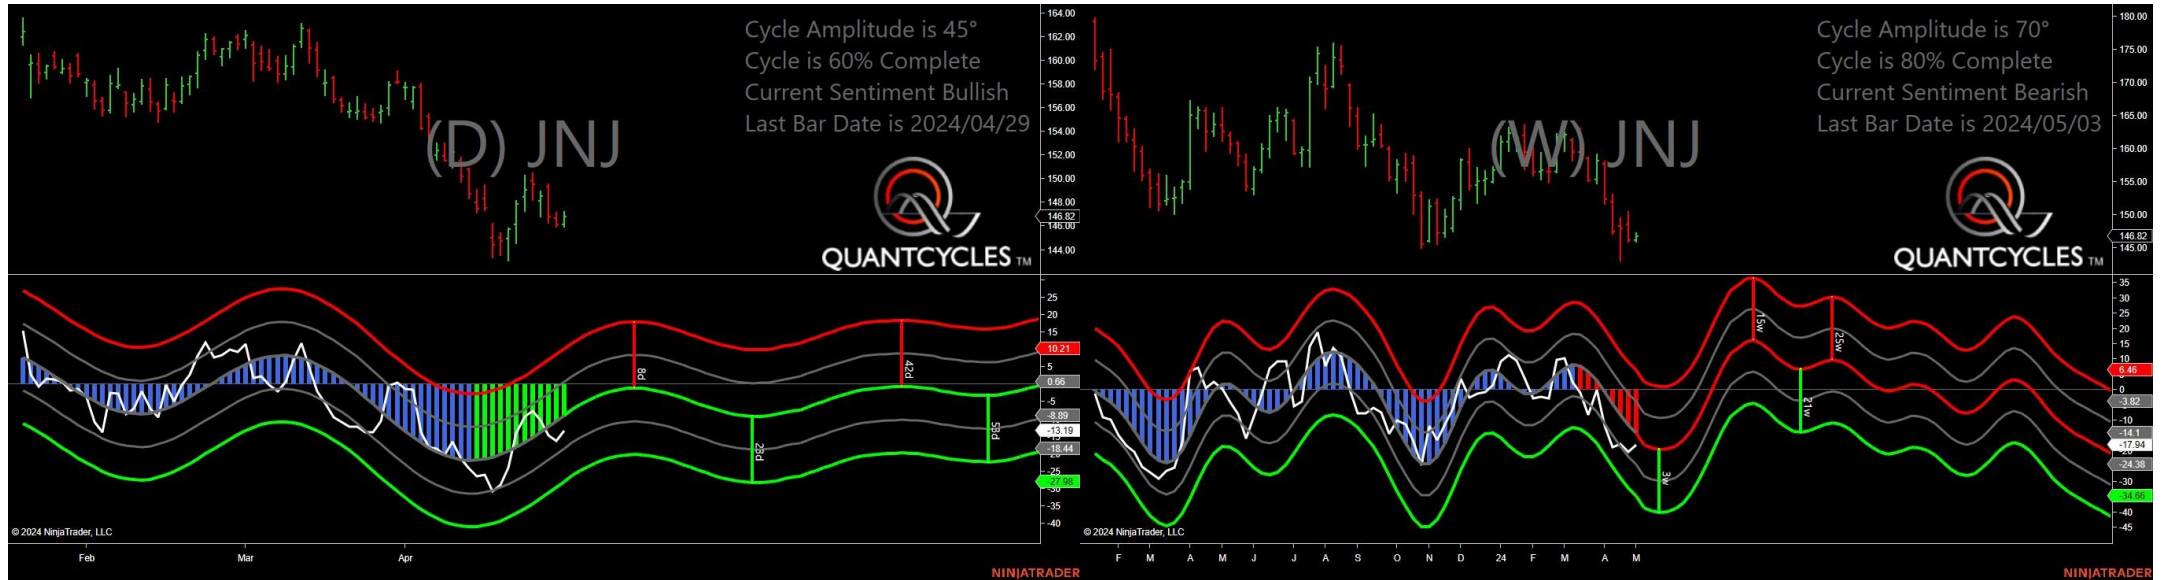 Cycle Amplitude is 45°
Cycle is 60% Complete
Current Sentiment Bullish
Last Bar Date is 2024/04/29
(D) JNJ
QUANTCYCLES TM
164.00
162.00
160.00
158.00
156.00
154.00
152.00
150.00
148.00
146.82
146.00
144.00
8d
23d
42d
53d
25
20
15
10.21
5
0.66
-5
-8.89
-13.19
-18.44
-25
-27.98
-30
-35
-40
© 2024 NinjaTrader, LLC
Feb Mar Apr
NINJATRADER
Cycle Amplitude is 70°
Cycle is 80% Complete
Current Sentiment Bearish
Last Bar Date is 2024/05/03
(W) JNJ
QUANTCYCLES TM
180.00
175.00
170.00
165.00
160.00
155.00
150.00
146.82
145.00
3w
15w
21w
25w
35
30
25
20
15
10
6.46
5
0
-3.82
-10
-14.1
-17.94
-24.38
-30
-34.66
-40
-45
© 2024 NinjaTrader, LLC
F M A M J J A S O N D 24 F M A M
NINJATRADER